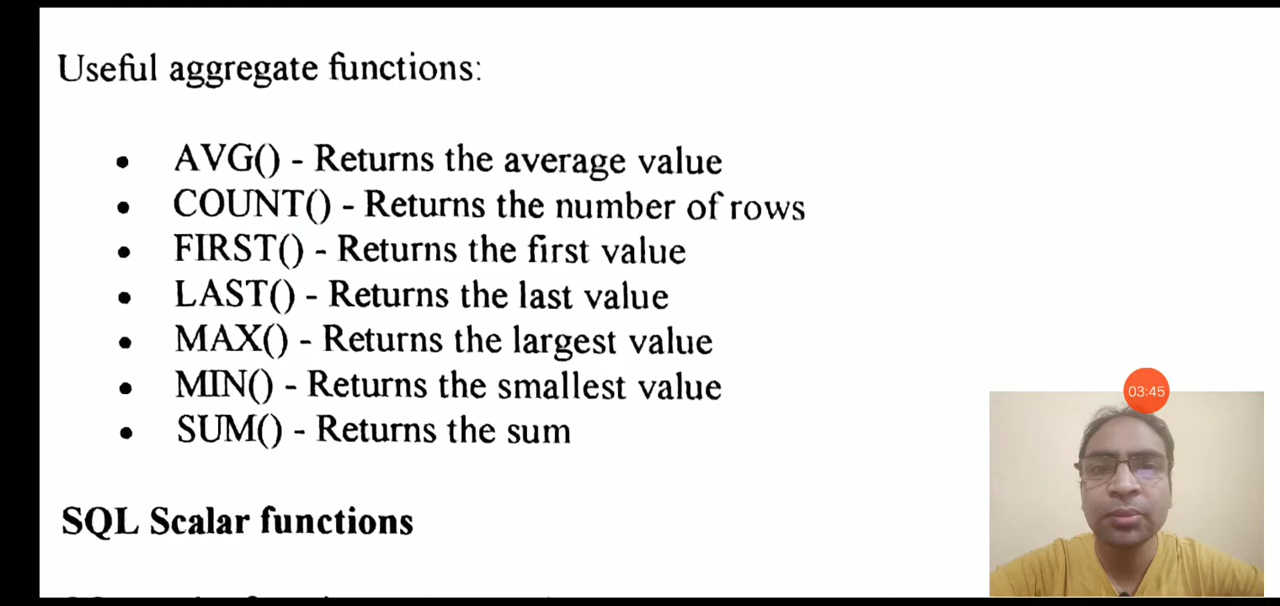 Useful aggregate functions:
• AVG() - Returns the average value
• COUNT() - Returns the number of rows
• FIRST() - Returns the first value
• LAST() - Returns the last value
• MAX() - Returns the largest value
• MIN() - Returns the smallest value
• SUM() - Returns the sum
03:45
SQL Scalar functions